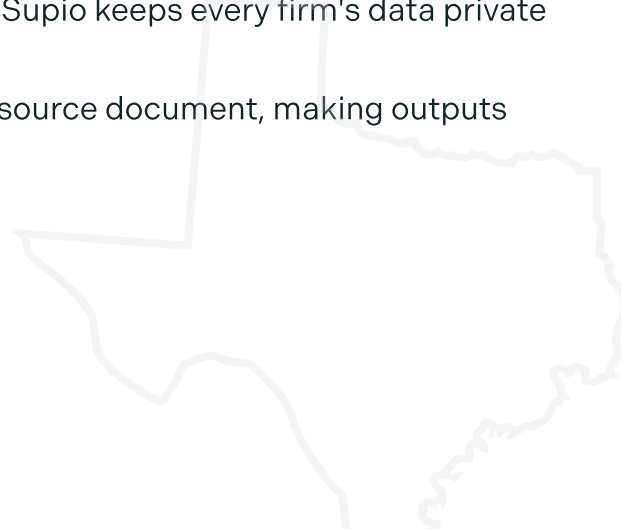 Supio keeps every firm's data private
source document, making outputs